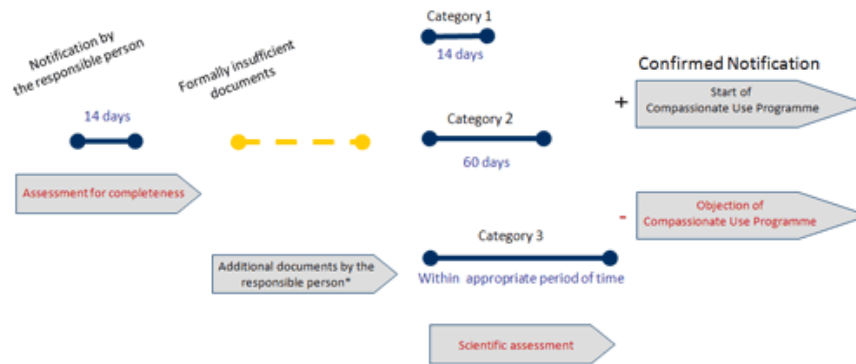 Notification by
the responsible person
14 days
Assessment for completeness
Formally insufficient
documents
Additional documents by the
responsible person*
Category 1
14 days
Category 2
60 days
Category 3
Within appropriate period of time
Scientific assessment
Confirmed Notification
+
Start of
Compassionate Use Programme
-
Objection of
Compassionate Use Programme